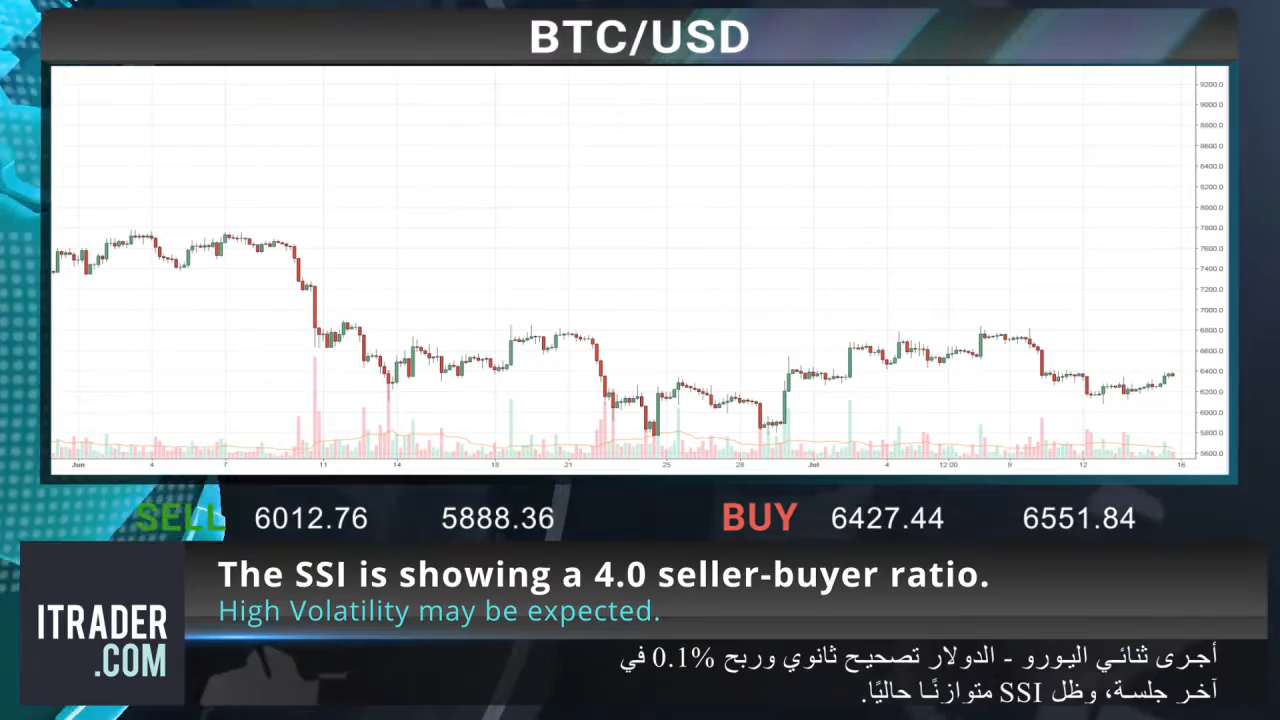 BTC/USD
9200.0
9000.0
8800.0
8600.0
8400.0
8200.0
8000.0
7800.0
7600.0
7400.0
7200.0
7000.0
6800.0
6600.0
6400.0
6200.0
6000.0
5800.0
5600.0
Jun 4 7 11 14 18 21 25 28 Jul 4 12:00 9 12 16
SELL 6012.76 5888.36 BUY 6427.44 6551.84
The SSI is showing a 4.0 seller-buyer ratio.
High Volatility may be expected.
ITRADER
.COM
أجرى ثنائي اليورو - الدولار تصحيح ثانوي وربح 0.1% في
آخر جلسة، وظل SSI متوازنًا حاليًا.